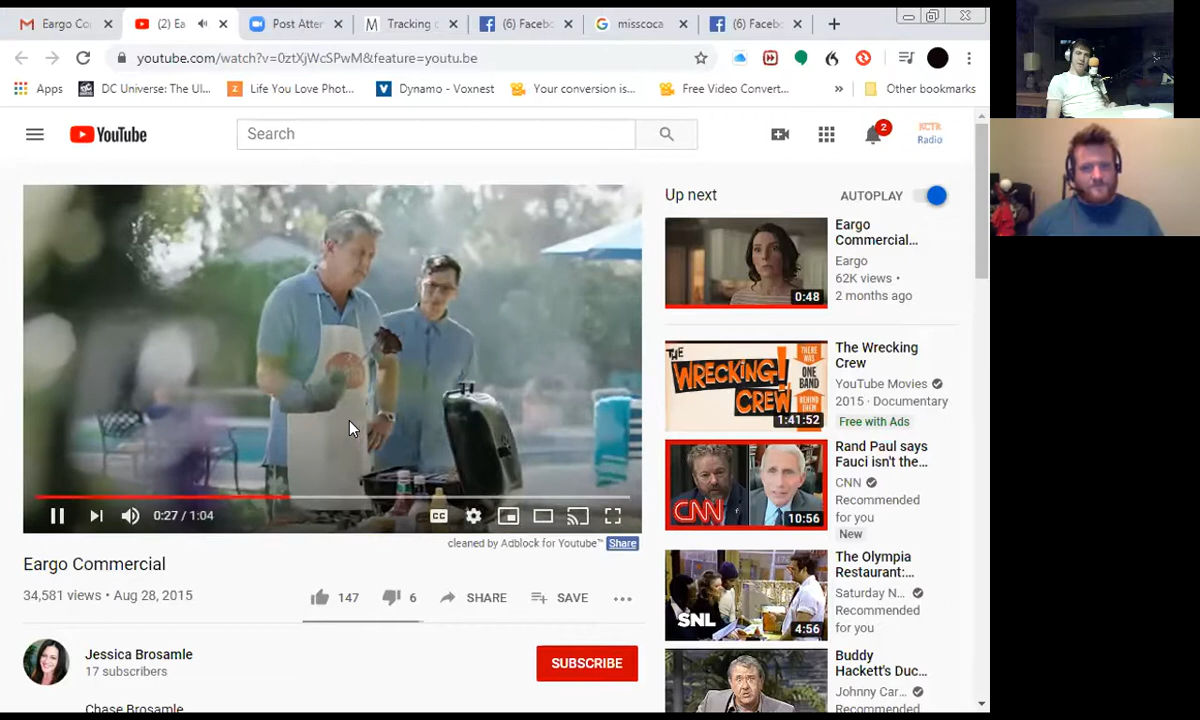 Gmail Co
(2) Ea
Post Atter
Tracking c
(6) Faceb
misscoca
(6) Faceb
youtube.com/watch?v=0ztXjWcSPwM&feature=youtu.be
Apps
DC Universe: The Ul...
Life You Love Phot...
Dynamo - Voxnest
Your conversion is...
Free Video Convert...
»
Other bookmarks
YouTube
Search
2
KCTR
Radio
Up next
AUTOPLAY
Eargo
Commercial...
Eargo
62K views •
2 months ago
0:48
THE
WRECKING!
CREW
THERE
WAS
ONE
BAND
BEHIND
THEM
1:41:52
The Wrecking
Crew
YouTube Movies
2015 • Documentary
Free with Ads
CNN
10:56
Rand Paul says
Fauci isn't the...
CNN
Recommended
for you
New
SNL
4:56
The Olympia
Restaurant:...
Saturday N...
Recommended
for you
Buddy
Hackett's Duc...
Johnny Car...
Recommended
0:27 / 1:04
CC
cleaned by Adblock for Youtube™ Share
Eargo Commercial
34,581 views • Aug 28, 2015
147
6
SHARE
SAVE
Jessica Brosamle
17 subscribers
SUBSCRIBE
Chase Brosamle